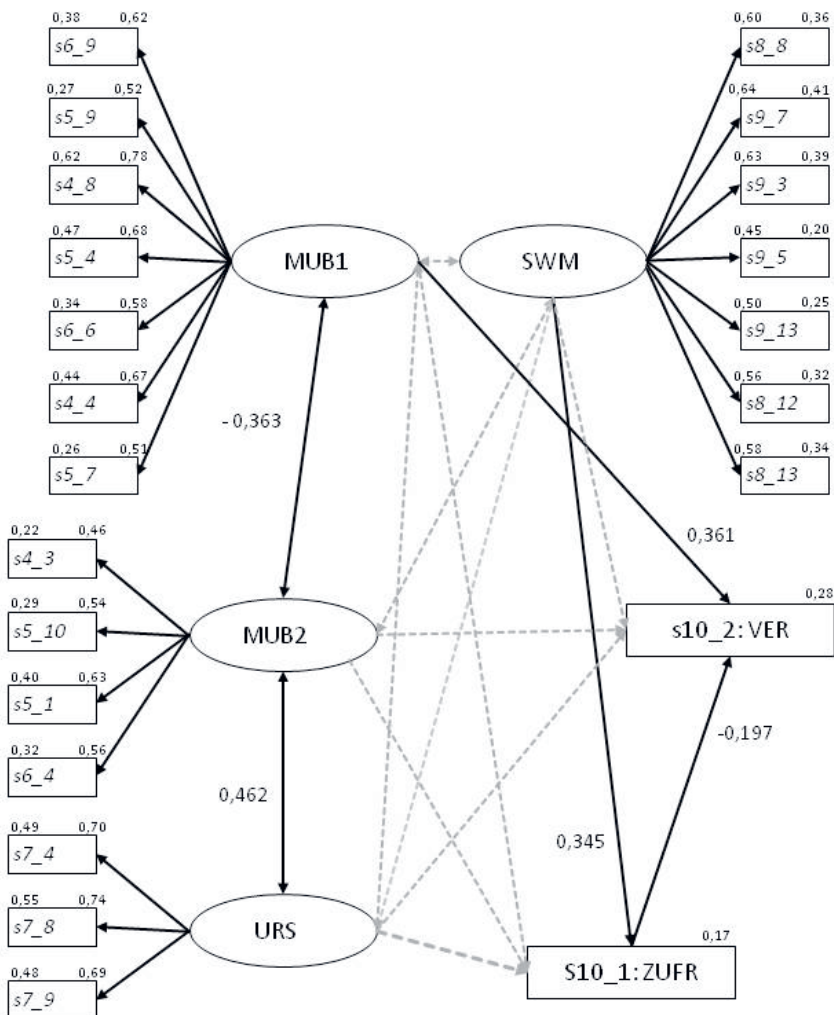 0,38 0,62
s6_9
0,27 0,52
s5_9
0,62 0,78
s4_8
0,47 0,68
s5_4
0,34 0,58
s6_6
0,44 0,67
s4_4
0,26 0,51
s5_7
0,60 0,36
s8_8
0,64 0,41
s9_7
0,63 0,39
s9_3
0,45 0,20
s9_5
0,50 0,25
s9_13
0,56 0,32
s8_12
0,58 0,34
s8_13
MUB1
SWM
- 0,363
0,361
0,22 0,46
s4_3
0,29 0,54
s5_10
0,40 0,63
s5_1
0,32 0,56
s6_4
MUB2
0,28
s10_2: VER
-0,197
0,462
0,345
0,49 0,70
s7_4
0,55 0,74
s7_8
0,48 0,69
s7_9
URS
0,17
S10_1: ZUFR